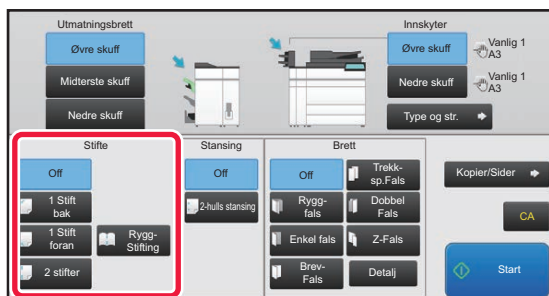 Utmatningsbrett
Innskyter
Øvre skuff
Øvre skuff
Vanlig 1
A3
Midterste skuff
Nedre skuff
Vanlig 1
A3
Nedre skuff
Type og str.
Stifte
Stansing
Brett
Off
Off
Off
Trekk-
sp.Fals
Kopier/Sider
1 Stift
bak
2-hulls stansing
Rygg-
fals
Dobbel
Fals
CA
1 Stift
foran
Rygg-
Stifting
Enkel fals
Z-Fals
2 stifter
Brev-
Fals
Detalj
Start